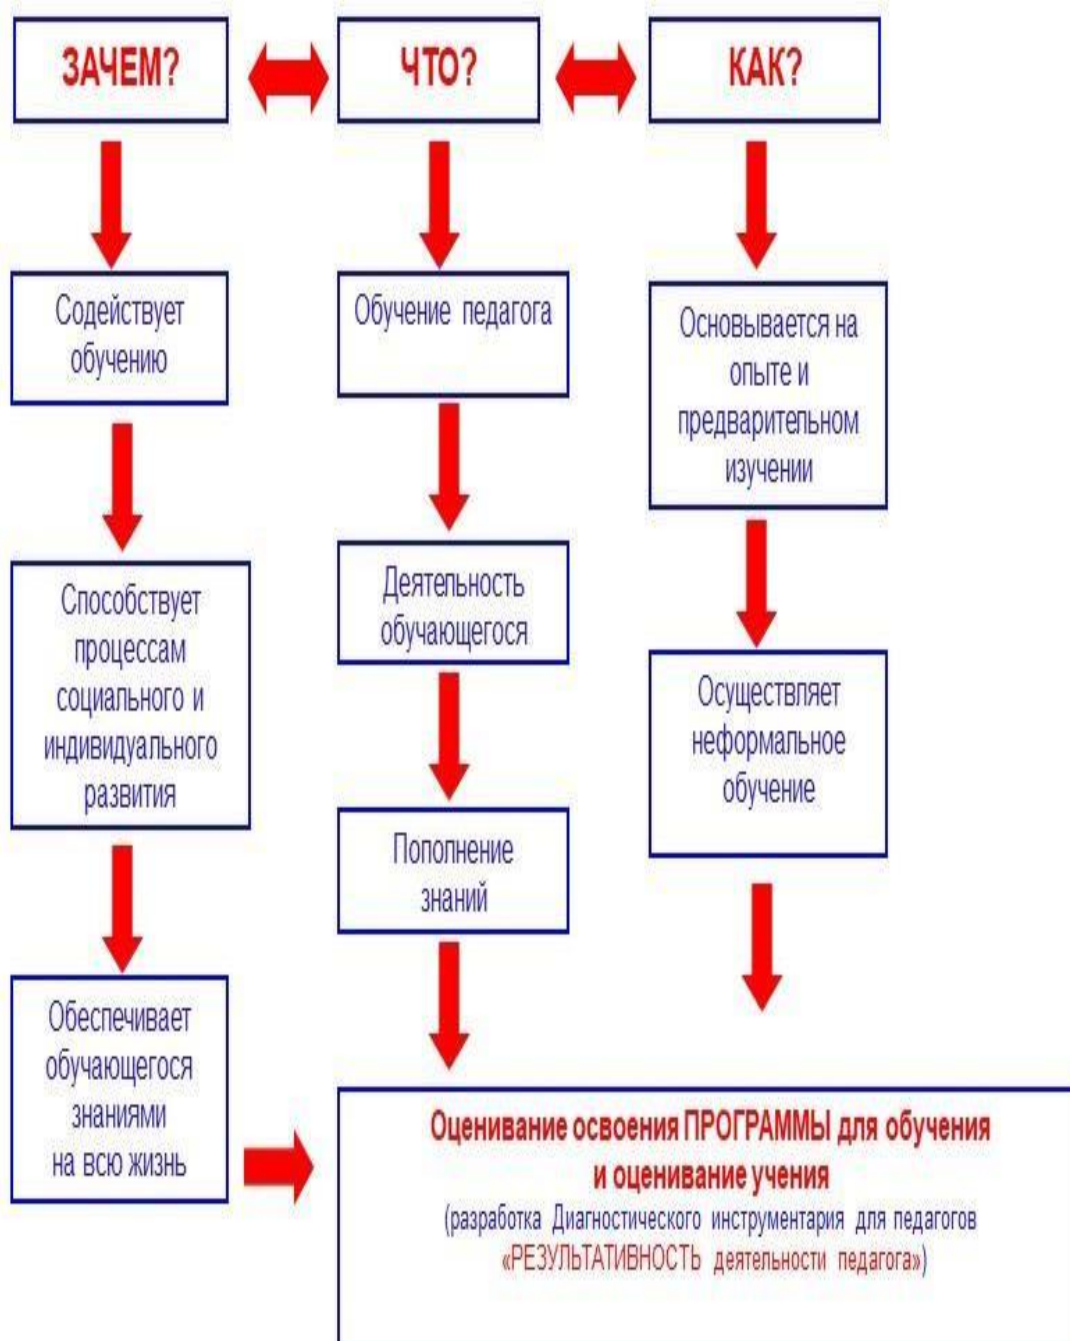 ЗАЧЕМ?
ЧТО?
КАК?
Содействует
обучению
Способствует
процессам
социального и
индивидуального
развития
Обеспечивает
обучающегося
знаниями
на всю жизнь
Обучение педагога
Деятельность
обучающегося
Пополнение
знаний
Основывается на
опыте и
предварительном
изучении
Осуществляет
неформальное
обучение
Оценивание освоения ПРОГРАММЫ для обучения
и оценивание учения
(разработка Диагностического инструментария для педагогов
«РЕЗУЛЬТАТИВНОСТЬ деятельности педагога»)